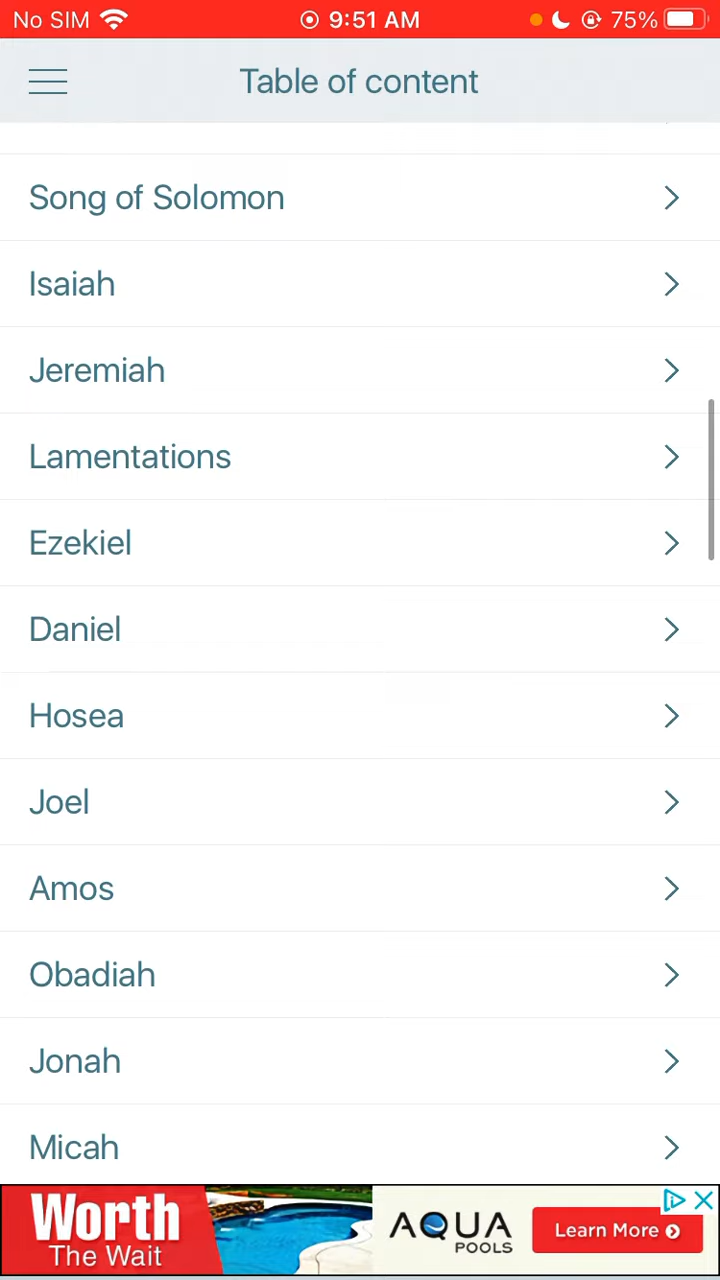 No SIM 9:51 AM 75%
Table of content
Song of Solomon
Isaiah
Jeremiah
Lamentations
Ezekiel
Daniel
Hosea
Joel
Amos
Obadiah
Jonah
Micah
Worth
The Wait
AQUA
POOLS
Learn More